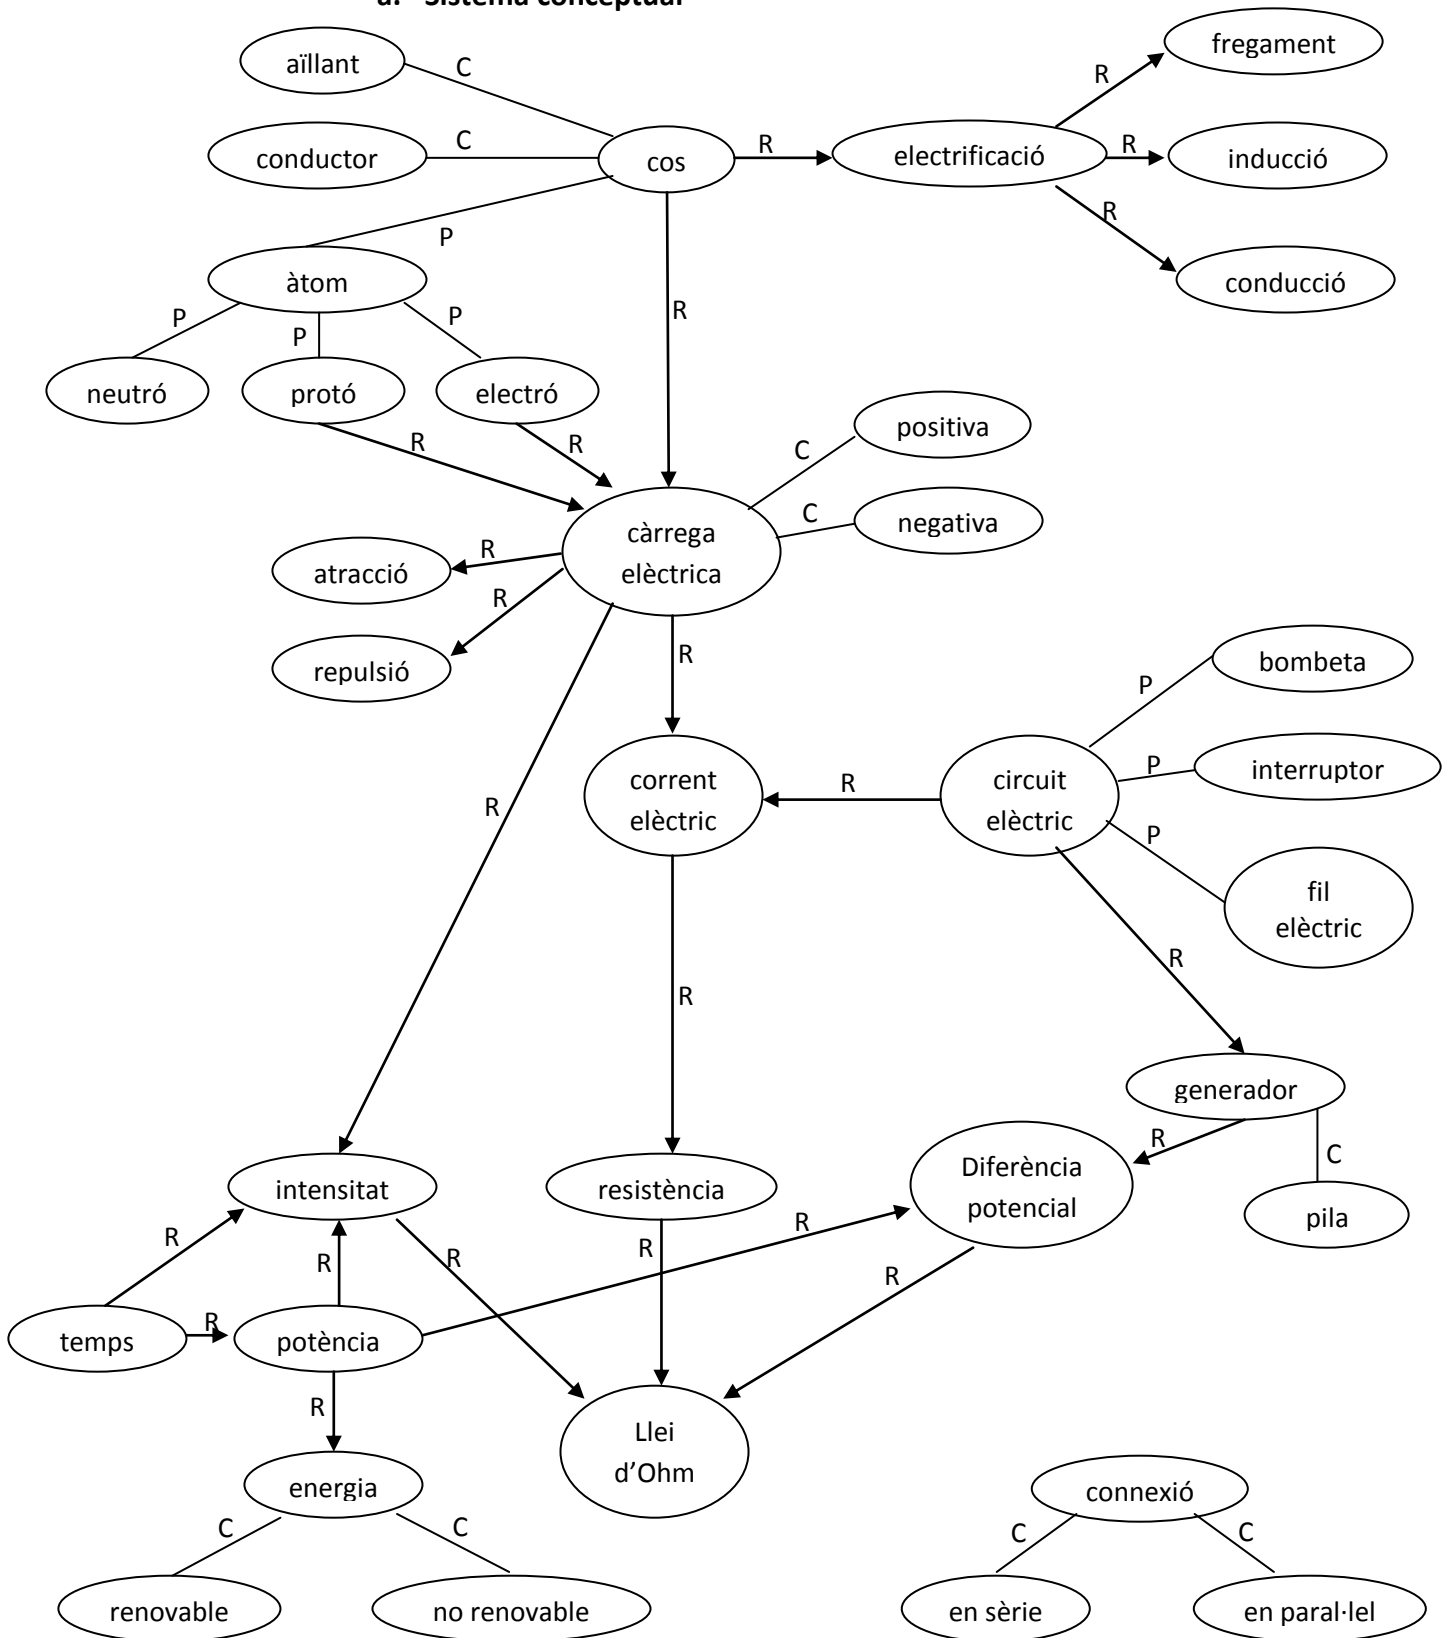 a. Sistema conceptual
fregament
aïllant
C
R
conductor
C
cos
R
electrificació
R
inducció
R
P
àtom
conducció
R
P
P
P
neutró
protó
electró
positiva
C
R
R
C
negativa
càrrega
elèctrica
R
atracció
R
repulsió
R
bombeta
P
corrent
elèctric
R
circuit
elèctric
P
interruptor
R
P
fil
elèctric
R
R
generador
R
C
Diferència
potencial
intensitat
resistència
pila
R
R
R
R
R
R
temps
R
potència
R
Llei
d’Ohm
energia
connexió
C
C
C
C
renovable
no renovable
en sèrie
en paral·lel